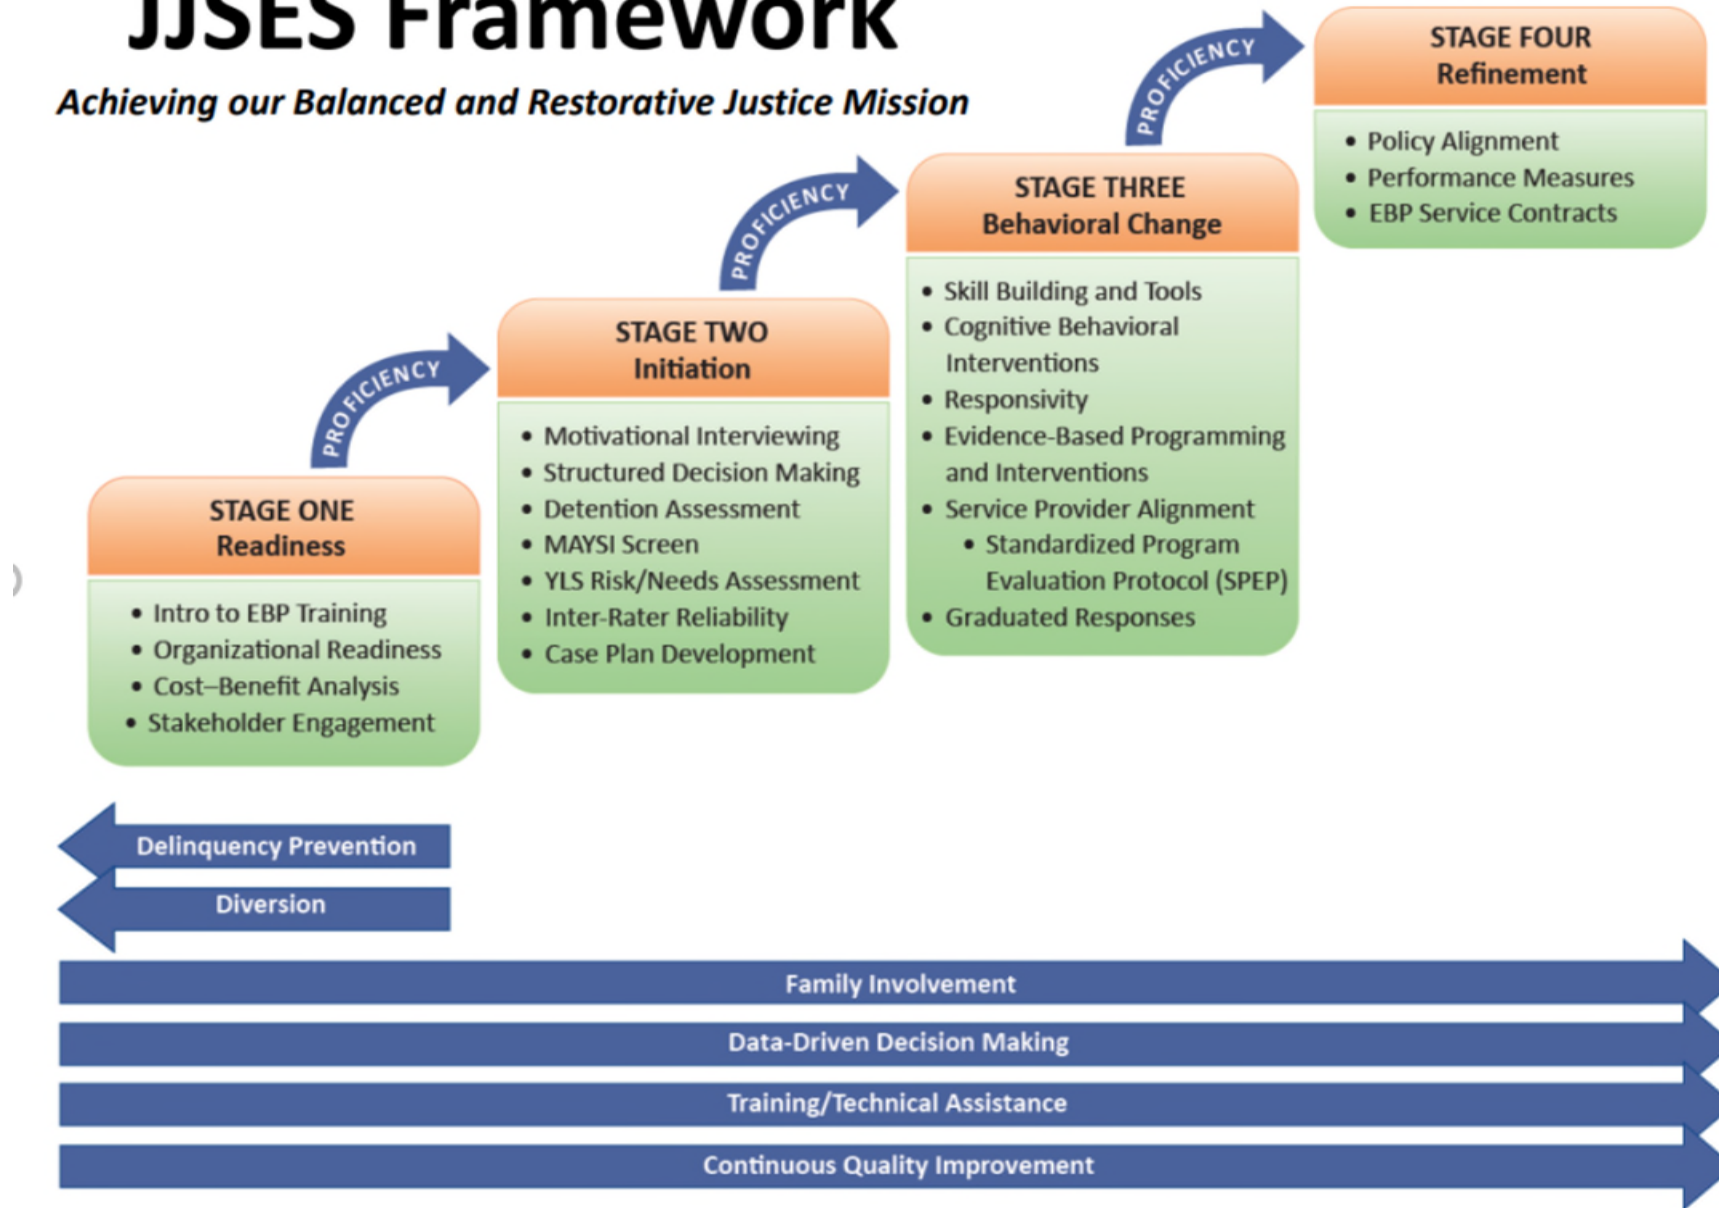 JJSES Framework
Achieving our Balanced and Restorative Justice Mission
STAGE ONE
Readiness
• Intro to EBP Training
• Organizational Readiness
• Cost–Benefit Analysis
• Stakeholder Engagement
PROFICIENCY
STAGE TWO
Initiation
• Motivational Interviewing
• Structured Decision Making
• Detention Assessment
• MAYSI Screen
• YLS Risk/Needs Assessment
• Inter-Rater Reliability
• Case Plan Development
PROFICIENCY
STAGE THREE
Behavioral Change
• Skill Building and Tools
• Cognitive Behavioral
Interventions
• Responsivity
• Evidence-Based Programming
and Interventions
• Service Provider Alignment
• Standardized Program
Evaluation Protocol (SPEP)
• Graduated Responses
PROFICIENCY
STAGE FOUR
Refinement
• Policy Alignment
• Performance Measures
• EBP Service Contracts
Delinquency Prevention
Diversion
Family Involvement
Data-Driven Decision Making
Training/Technical Assistance
Continuous Quality Improvement